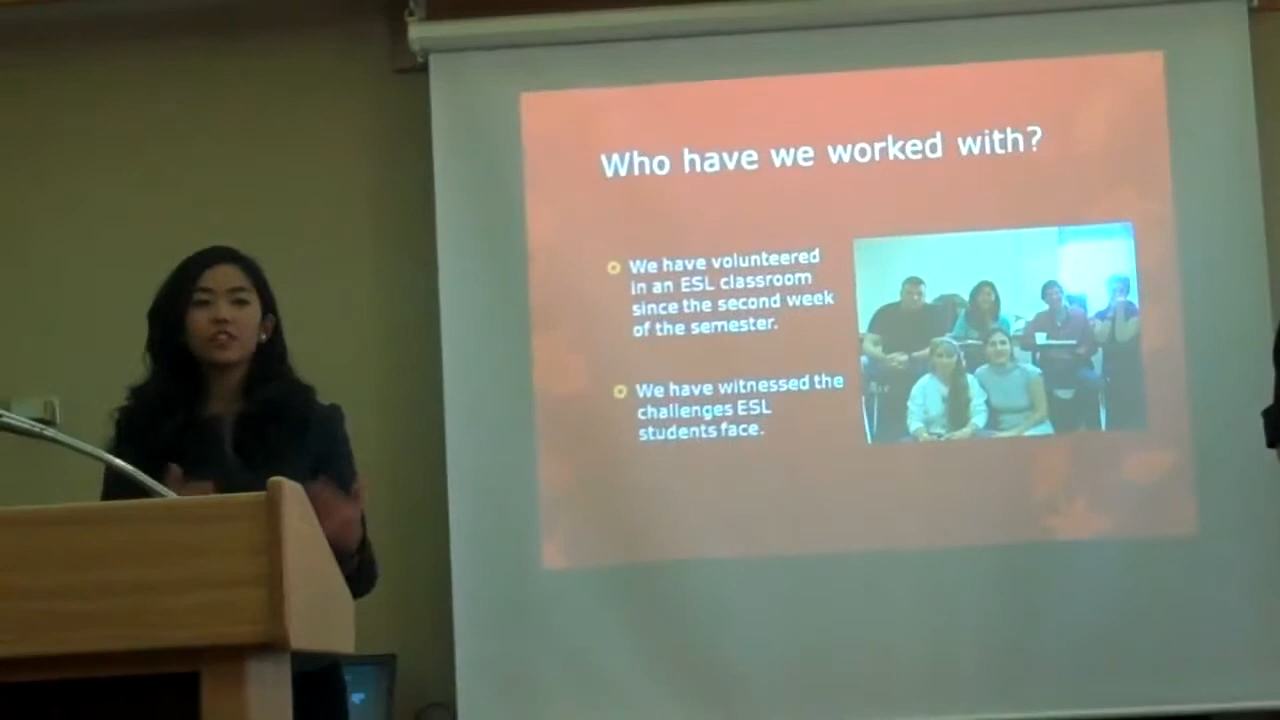 Who have we worked with?
We have volunteered
in an ESL classroom
since the second week
of the semester.
We have witnessed the
challenges ESL
students face.